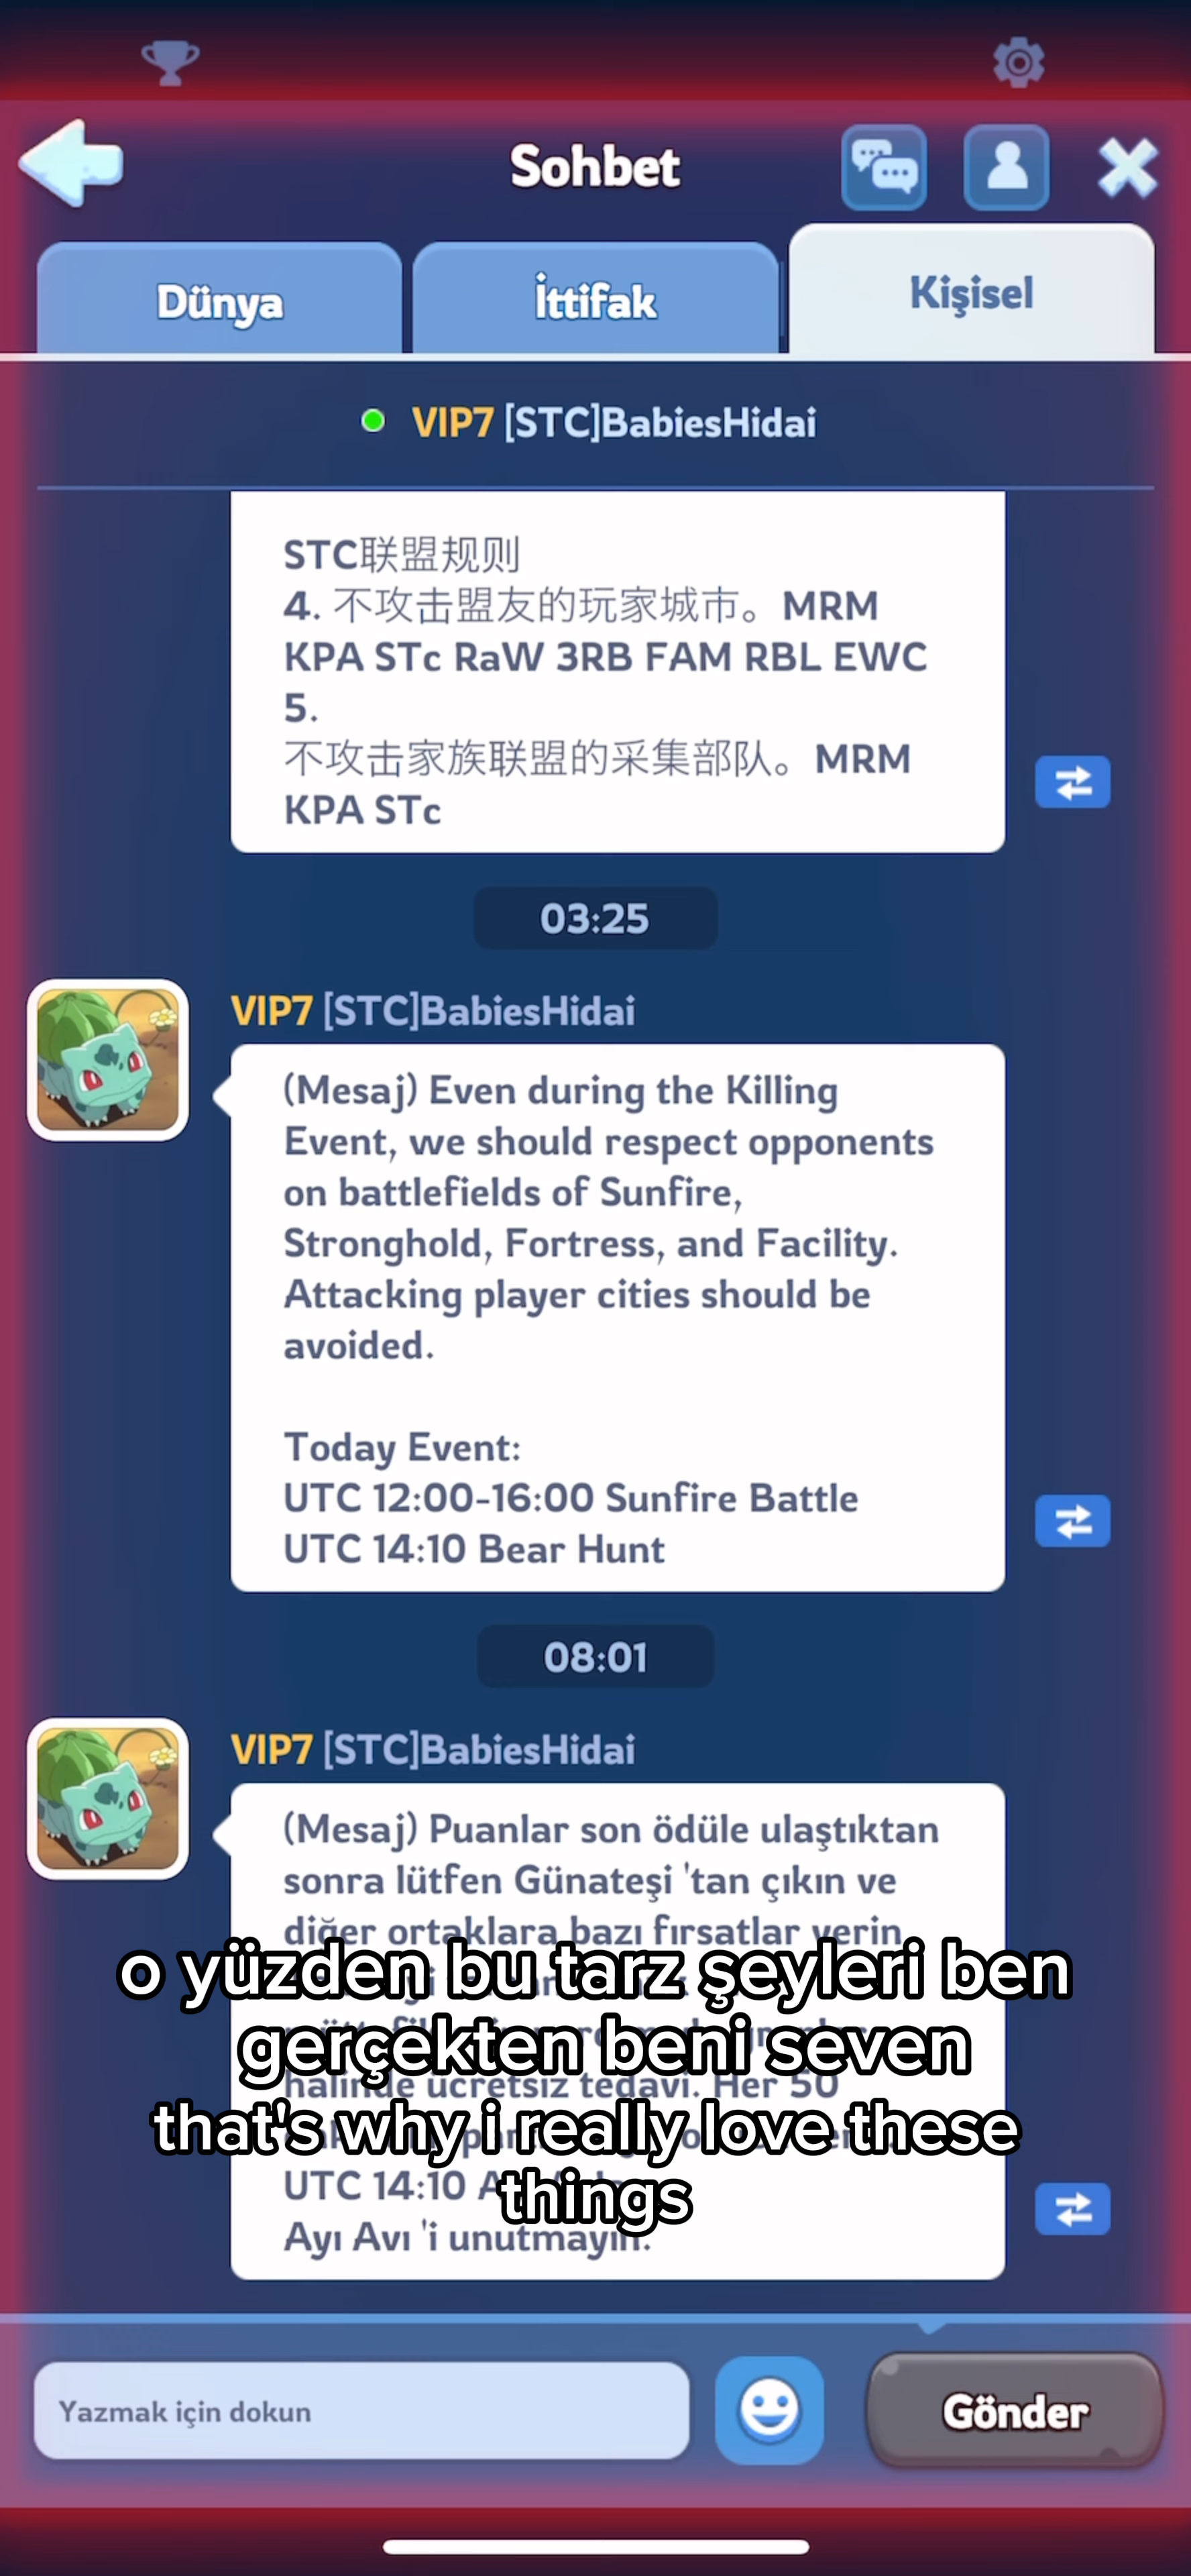 Sohbet
Dünya
İttifak
Kişisel
VIP7 [STC]BabiesHidai
STC联盟规则
4. 不攻击盟友的玩家城市。MRM
KPA STc RaW 3RB FAM RBL EWC
5.
不攻击家族联盟的采集部队。MRM
KPA STc
03:25
VIP7 [STC]BabiesHidai
(Mesaj) Even during the Killing
Event, we should respect opponents
on battlefields of Sunfire,
Stronghold, Fortress, and Facility.
Attacking player cities should be
avoided.
Today Event:
UTC 12:00-16:00 Sunfire Battle
UTC 14:10 Bear Hunt
08:01
VIP7 [STC]BabiesHidai
(Mesaj) Puanlar son ödüle ulaştıktan
sonra lütfen Günateşi 'tan çıkın ve
diğer ortaklara bazı fırsatlar verin
o yüzden bu tarz şeyleri ben
gerçekten beni seven
halinde ücretsiz tedavi. Her 50
that's why i really love these
things
UTC 14:10
Ayı Avı 'i unutmayın.
Yazmak için dokun
Gönder